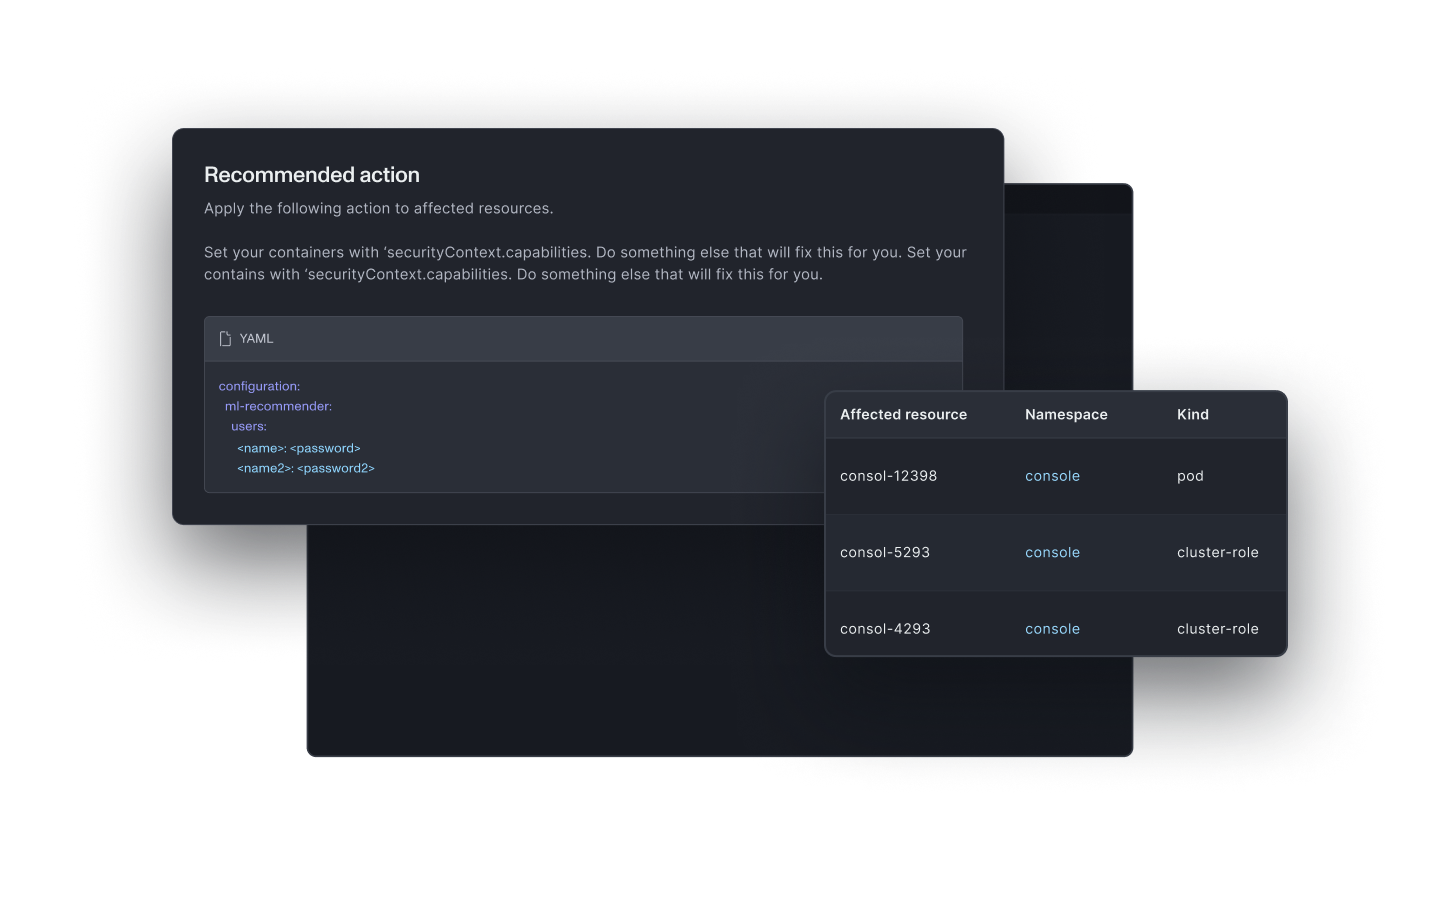 Recommended action
Apply the following action to affected resources.
Set your containers with ‘securityContext.capabilities. Do something else that will fix this for you. Set your
contains with ‘securityContext.capabilities. Do something else that will fix this for you.
YAML
configuration:
ml-recommender:
users:
<name>: <password>
<name2>: <password2>
Affected resource Namespace Kind
consol-12398 console pod
consol-5293 console cluster-role
consol-4293 console cluster-role